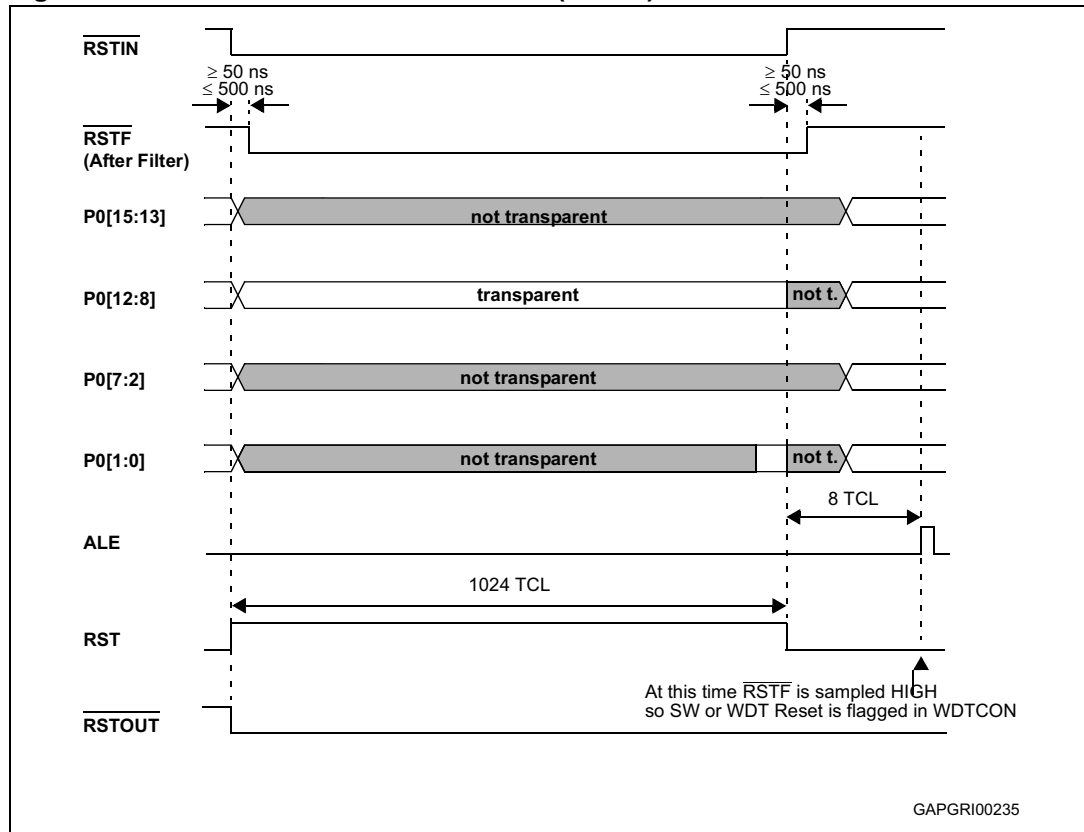 RSTIN
≥ 50 ns
≤ 500 ns
≥ 50 ns
≤ 500 ns
RSTF
(After Filter)
P0[15:13]
not transparent
P0[12:8]
transparent
not t.
P0[7:2]
not transparent
P0[1:0]
not transparent
not t.
8 TCL
ALE
1024 TCL
RST
At this time RSTF is sampled HIGH
so SW or WDT Reset is flagged in WDTCON
RSTOUT
GAPGRI00235